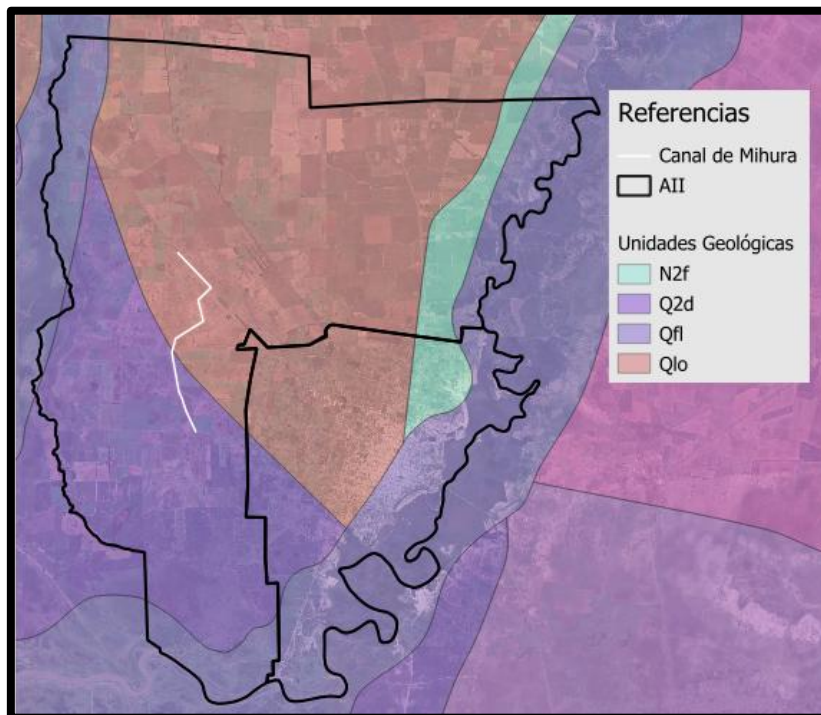 Referencias
Canal de Mihura
AII
Unidades Geológicas
N2f
Q2d
Qfl
Qlo